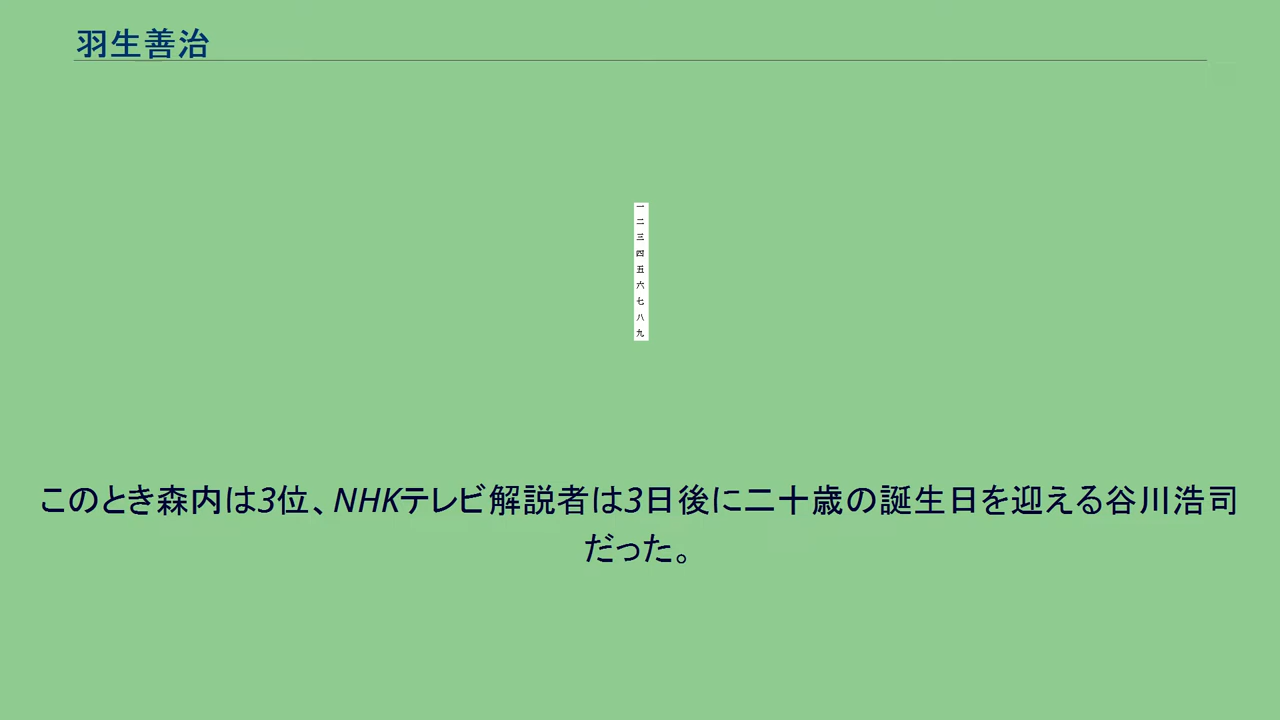 羽生善治
一
二
三
四
五
六
七
八
九
このとき森内は3位、NHKテレビ解説者は3日後に二十歳の誕生日を迎える谷川浩司
だった。